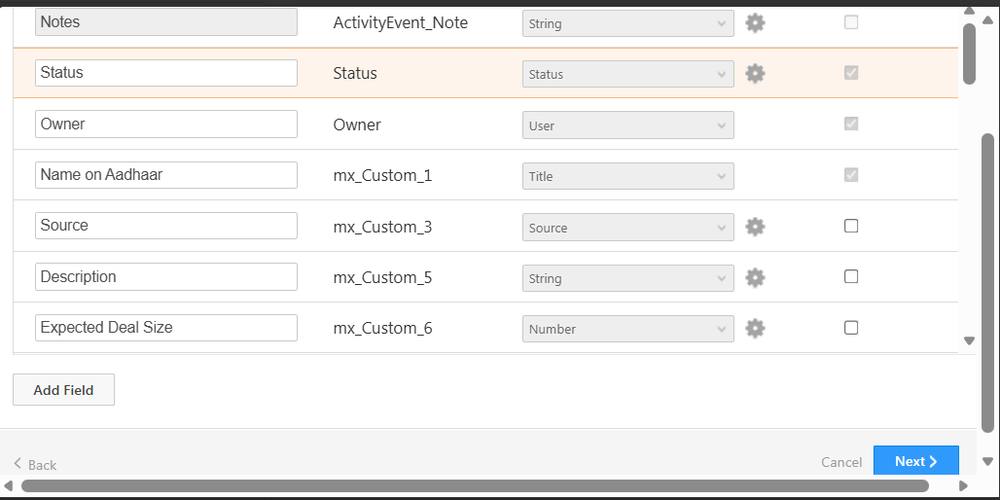 Notes ActivityEvent_Note String
Status Status Status
Owner Owner User
Name on Aadhaar mx_Custom_1 Title
Source mx_Custom_3 Source
Description mx_Custom_5 String
Expected Deal Size mx_Custom_6 Number
Add Field
Back Cancel Next